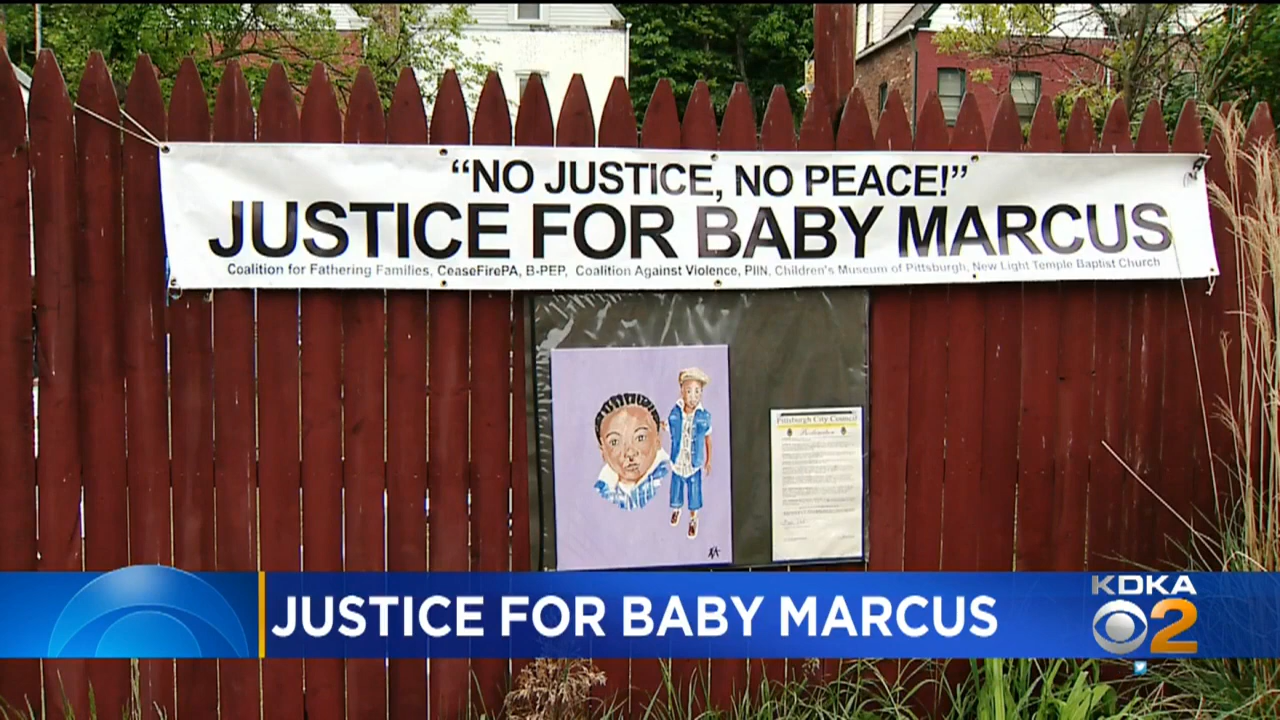 “NO JUSTICE, NO PEACE!”
JUSTICE FOR BABY MARCUS
Coalition for Fathering Families, CeaseFirePA, B-PEP, Coalition Against Violence, PIIN, Children's Museum of Pittsburgh, New Light Temple Baptist Church
Pittsburgh City Council
Proclamation
JUSTICE FOR BABY MARCUS
KDKA
2